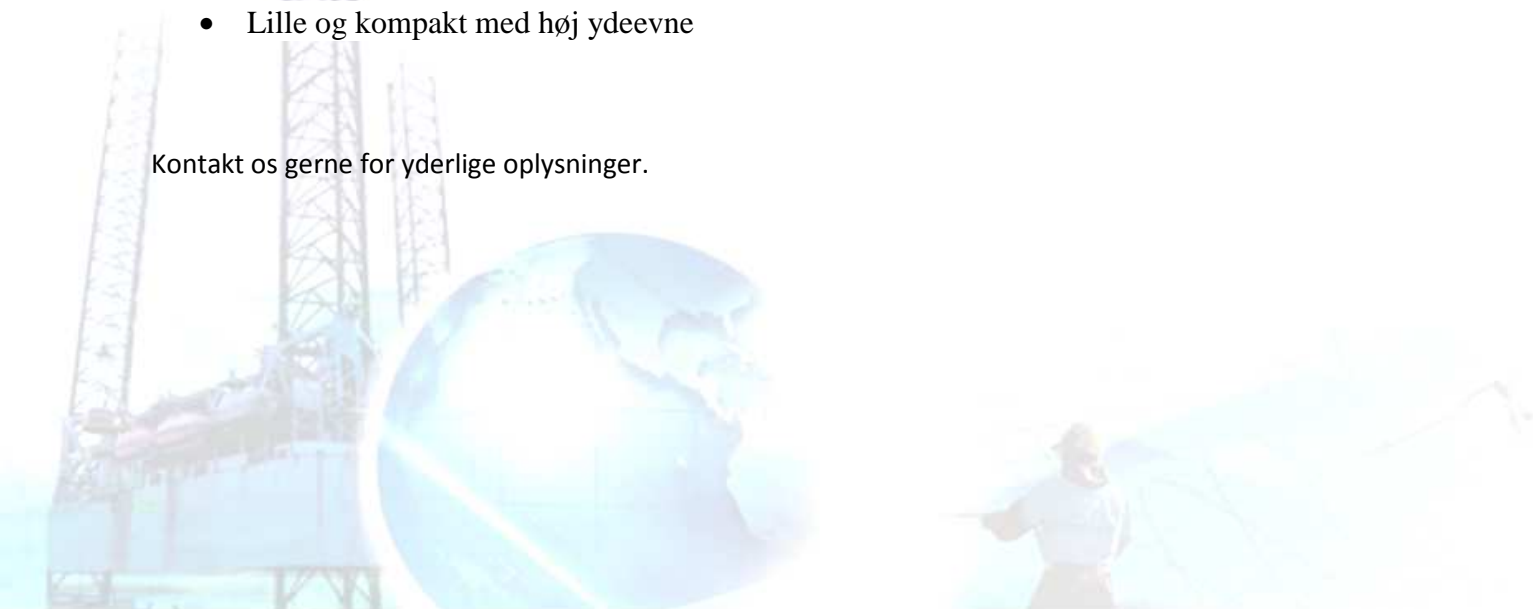 • Lille og kompakt med høj ydeevne
Kontakt os gerne for yderlige oplysninger.